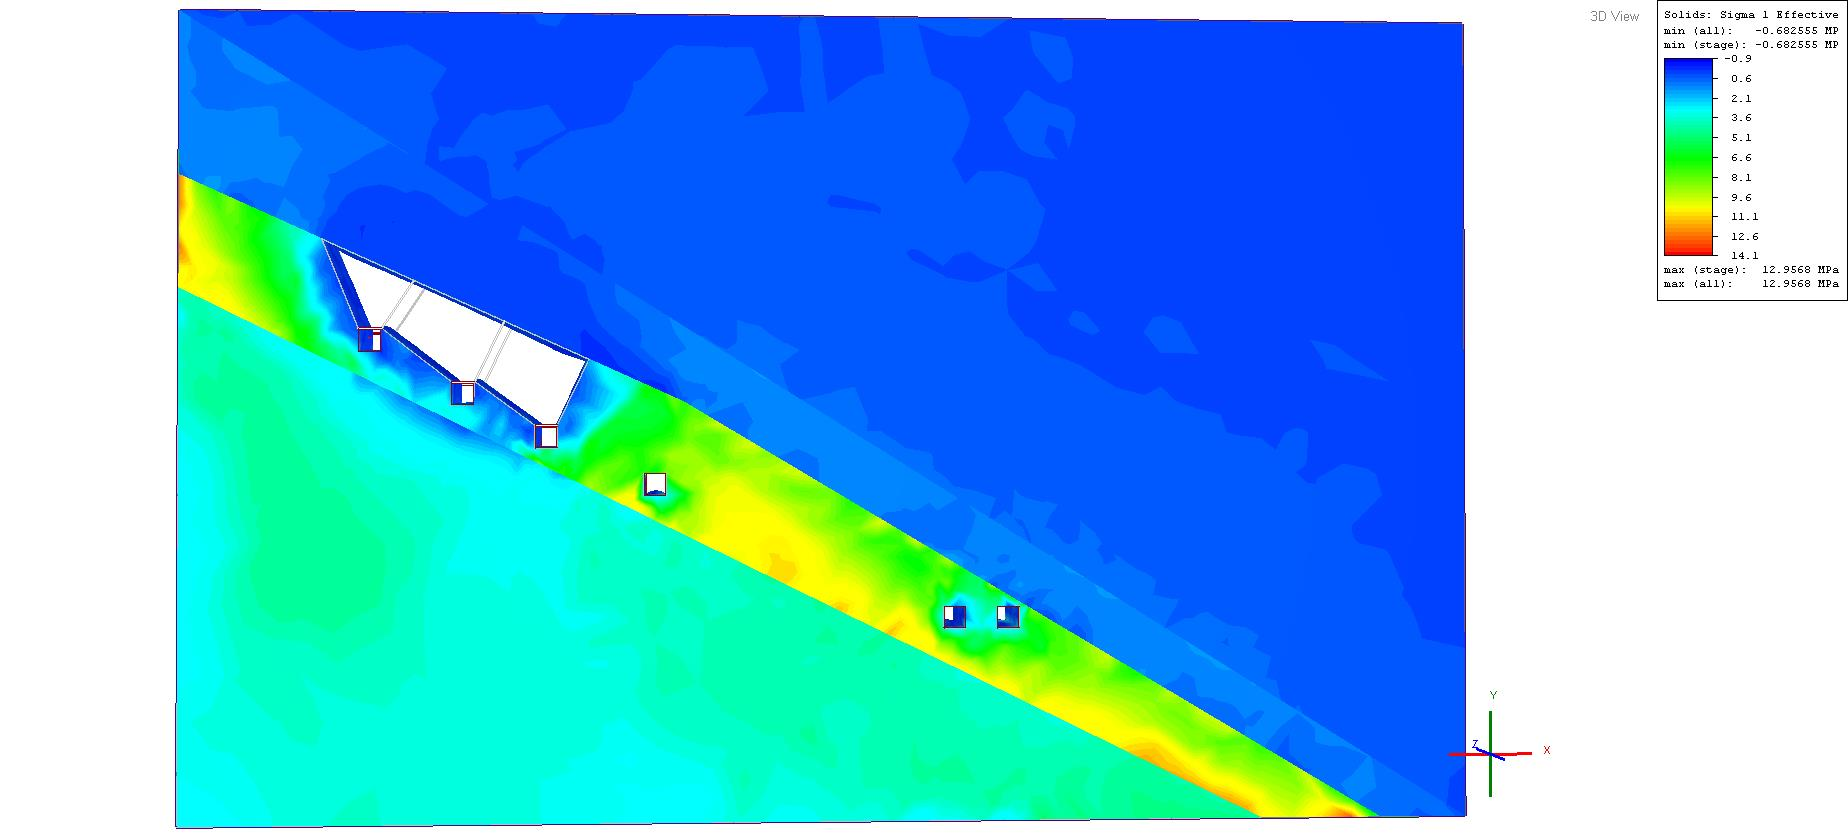 3D View
Solids: Sigma 1 Effective
min (all):   -0.682555 MP
min (stage): -0.682555 MP
-0.9
0.6
2.1
3.6
5.1
6.6
8.1
9.6
11.1
12.6
14.1
max (stage):  12.9568 MPa
max (all):    12.9568 MPa
Y
Z
X